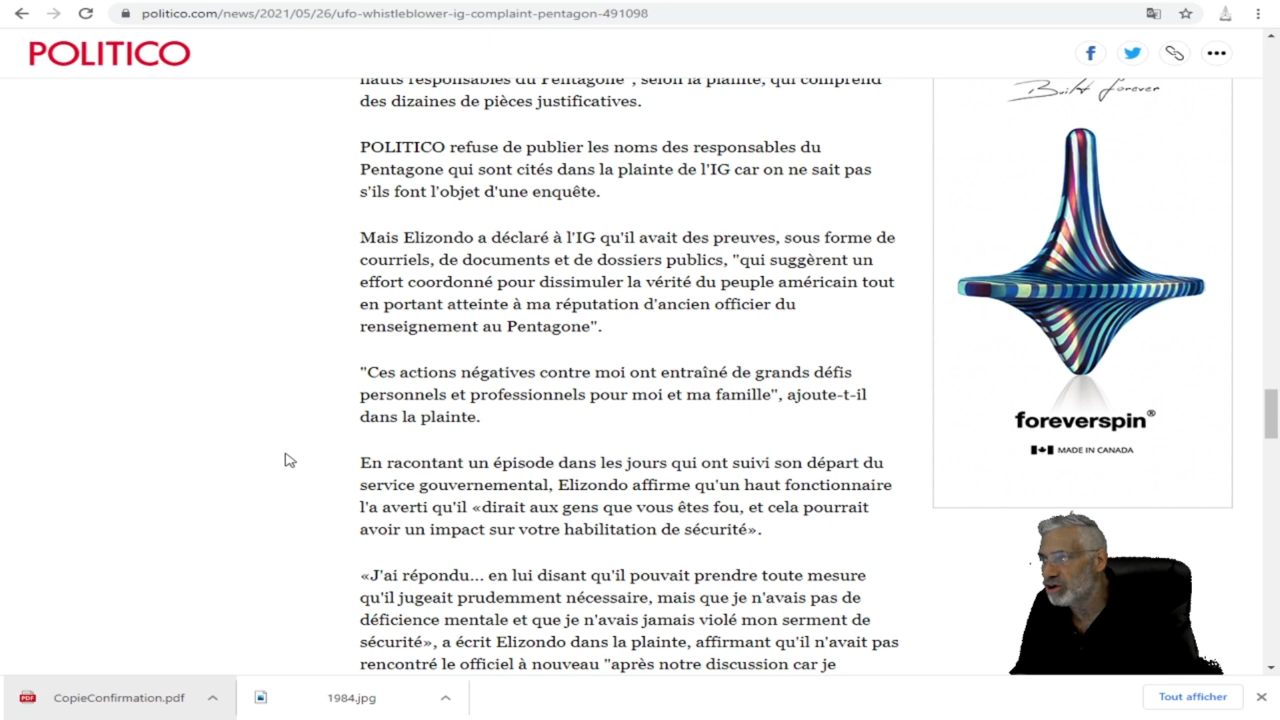 politico.com/news/2021/05/26/ufo-whistleblower-ig-complaint-pentagon-491098
POLITICO
hauts responsables du Pentagone", selon la plainte, qui comprend
des dizaines de pièces justificatives.
POLITICO refuse de publier les noms des responsables du
Pentagone qui sont cités dans la plainte de l'IG car on ne sait pas
s'ils font l'objet d'une enquête.
Mais Elizondo a déclaré à l'IG qu'il avait des preuves, sous forme de
courriels, de documents et de dossiers publics, "qui suggèrent un
effort coordonné pour dissimuler la vérité du peuple américain tout
en portant atteinte à ma réputation d'ancien officier du
renseignement au Pentagone".
"Ces actions négatives contre moi ont entraîné de grands défis
personnels et professionnels pour moi et ma famille", ajoute-t-il
dans la plainte.
En racontant un épisode dans les jours qui ont suivi son départ du
service gouvernemental, Elizondo affirme qu'un haut fonctionnaire
l'a averti qu'il «dirait aux gens que vous êtes fou, et cela pourrait
avoir un impact sur votre habilitation de sécurité».
«J'ai répondu... en lui disant qu'il pouvait prendre toute mesure
qu'il jugeait prudemment nécessaire, mais que je n'avais pas de
déficience mentale et que je n'avais jamais violé mon serment de
sécurité», a écrit Elizondo dans la plainte, affirmant qu'il n'avait pas
rencontré le officiel à nouveau "après notre discussion car je
Built forever
foreverspin®
MADE IN CANADA
CopieConfirmation.pdf
1984.jpg
Tout afficher